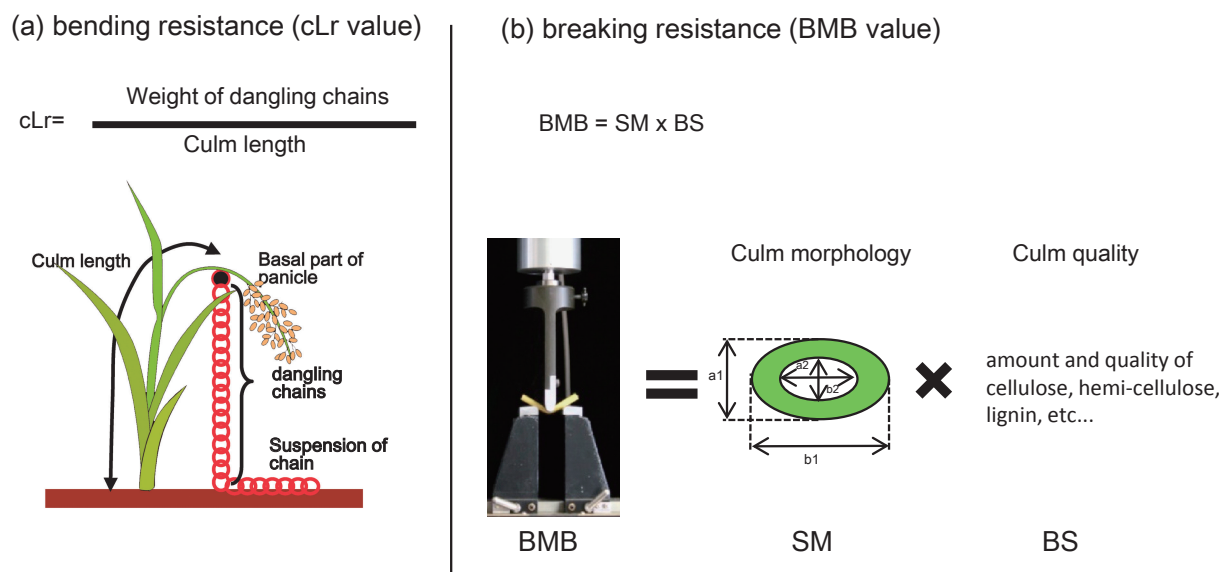 (a) bending resistance (cLr value)
cLr=
Weight of dangling chains
Culm length
Culm length
Basal part of
panicle
dangling
chains
Suspension of
chain
(b) breaking resistance (BMB value)
BMB = SM x BS
Culm morphology
Culm quality
a1
a2
b2
b1
amount and quality of
cellulose, hemi-cellulose,
lignin, etc...
BMB
SM
BS